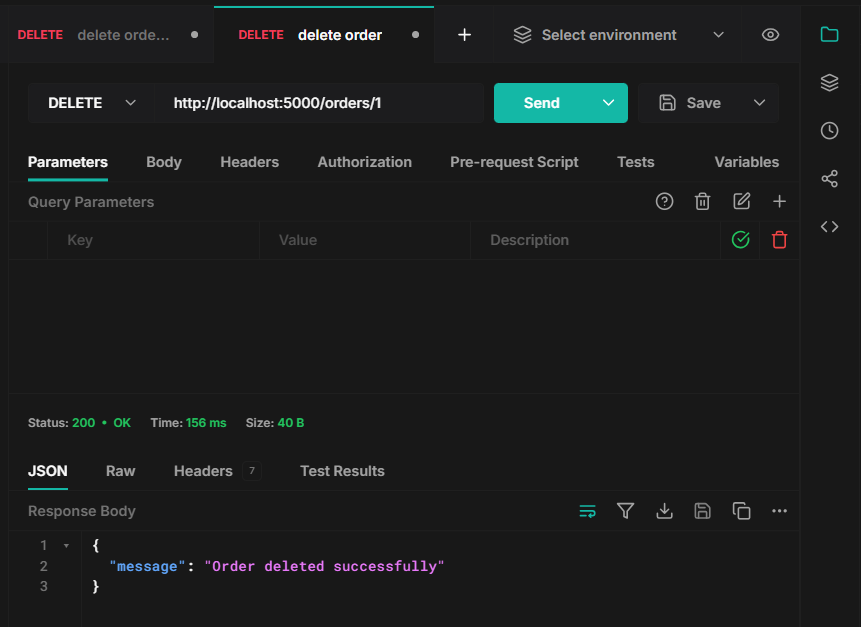 DELETE delete orde... DELETE delete order Select environment
DELETE http://localhost:5000/orders/1 Send Save
Parameters Body Headers Authorization Pre-request Script Tests Variables
Query Parameters
Key Value Description
Status: 200 • OK Time: 156 ms Size: 40 B
JSON Raw Headers 7 Test Results
Response Body
1 {
2 "message": "Order deleted successfully"
3 }